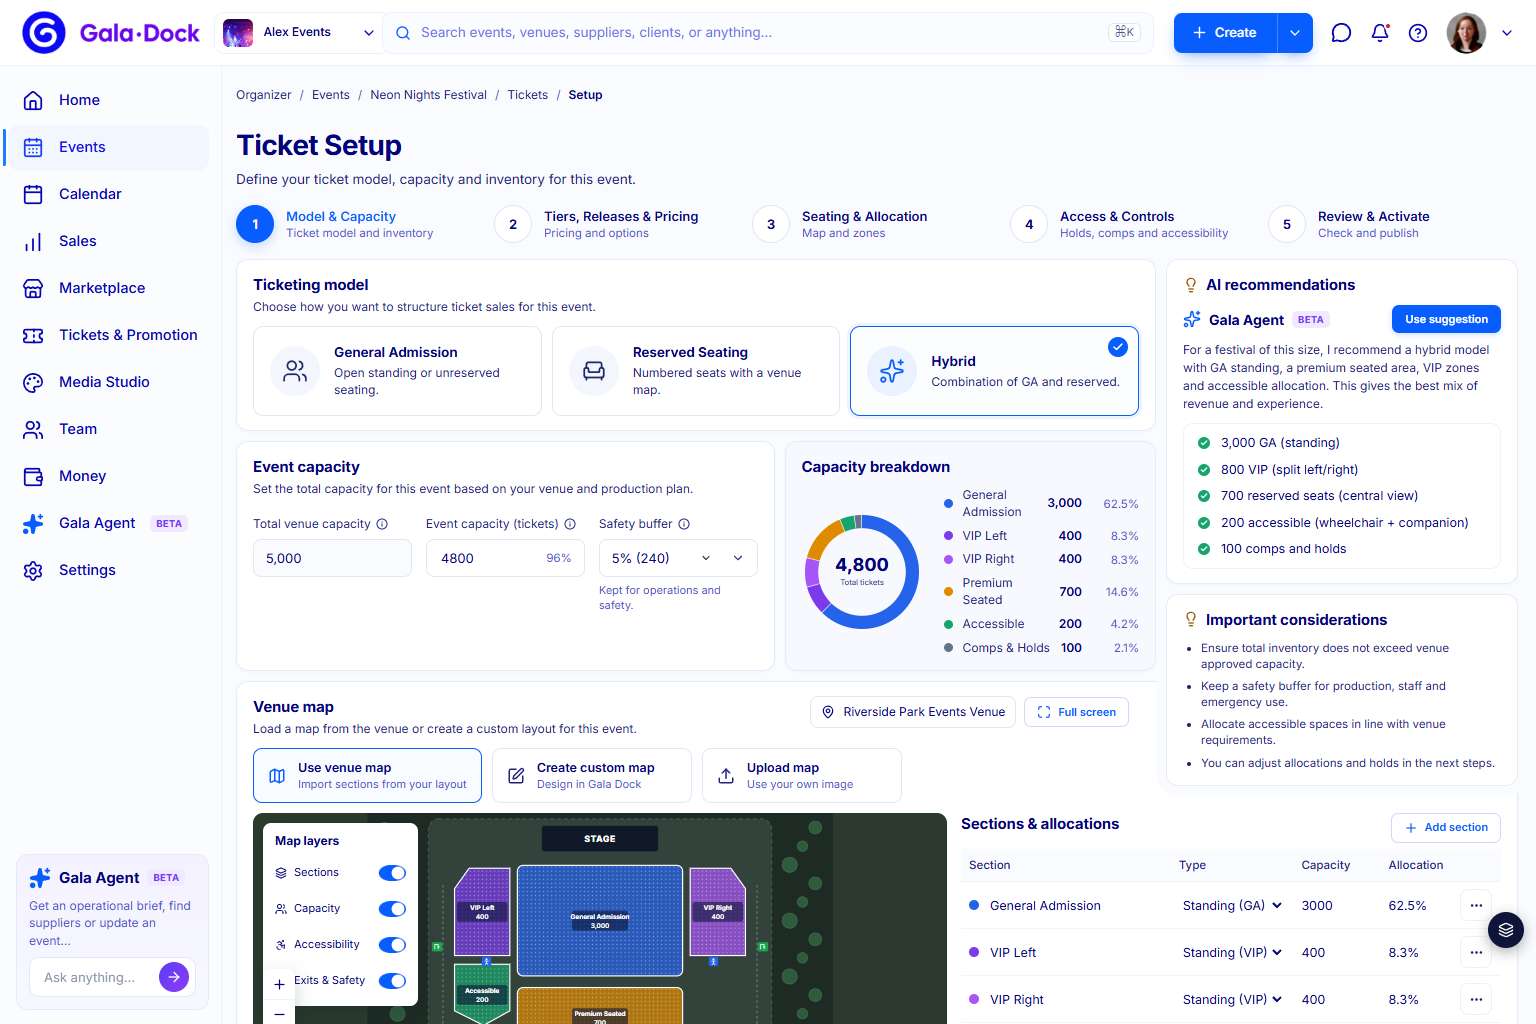 Gala·Dock
Alex Events
Search events, venues, suppliers, clients, or anything...
⌘K
Create
Home
Events
Calendar
Sales
Marketplace
Tickets & Promotion
Media Studio
Team
Money
Gala Agent BETA
Settings
Gala Agent BETA
Get an operational brief, find
suppliers or update an
event...
Ask anything...
Organizer / Events / Neon Nights Festival / Tickets / Setup
Ticket Setup
Define your ticket model, capacity and inventory for this event.
1 Model & Capacity
Ticket model and inventory
2 Tiers, Releases & Pricing
Pricing and options
3 Seating & Allocation
Map and zones
4 Access & Controls
Holds, comps and accessibility
5 Review & Activate
Check and publish
Ticketing model
Choose how you want to structure ticket sales for this event.
General Admission
Open standing or unreserved
seating.
Reserved Seating
Numbered seats with a venue
map.
Hybrid
Combination of GA and reserved.
Event capacity
Set the total capacity for this event based on your venue and production plan.
Total venue capacity
5,000
Event capacity (tickets)
4800 96%
Safety buffer
5% (240)
Kept for operations and
safety.
Capacity breakdown
4,800
Total tickets
General
Admission 3,000 62.5%
VIP Left 400 8.3%
VIP Right 400 8.3%
Premium
Seated 700 14.6%
Accessible 200 4.2%
Comps & Holds 100 2.1%
AI recommendations
Gala Agent BETA
Use suggestion
For a festival of this size, I recommend a hybrid model
with GA standing, a premium seated area, VIP zones
and accessible allocation. This gives the best mix of
revenue and experience.
3,000 GA (standing)
800 VIP (split left/right)
700 reserved seats (central view)
200 accessible (wheelchair + companion)
100 comps and holds
Important considerations
• Ensure total inventory does not exceed venue
approved capacity.
• Keep a safety buffer for production, staff and
emergency use.
• Allocate accessible spaces in line with venue
requirements.
• You can adjust allocations and holds in the next steps.
Venue map
Load a map from the venue or create a custom layout for this event.
Riverside Park Events Venue
Full screen
Use venue map
Import sections from your layout
Create custom map
Design in Gala Dock
Upload map
Use your own image
Map layers
Sections
Capacity
Accessibility
Exits & Safety
+
−
STAGE
VIP Left
400
General Admission
3,000
VIP Right
400
Accessible
200
Premium Seated
700
Sections & allocations
Add section
Section Type Capacity Allocation
General Admission Standing (GA) 3000 62.5%
VIP Left Standing (VIP) 400 8.3%
VIP Right Standing (VIP) 400 8.3%